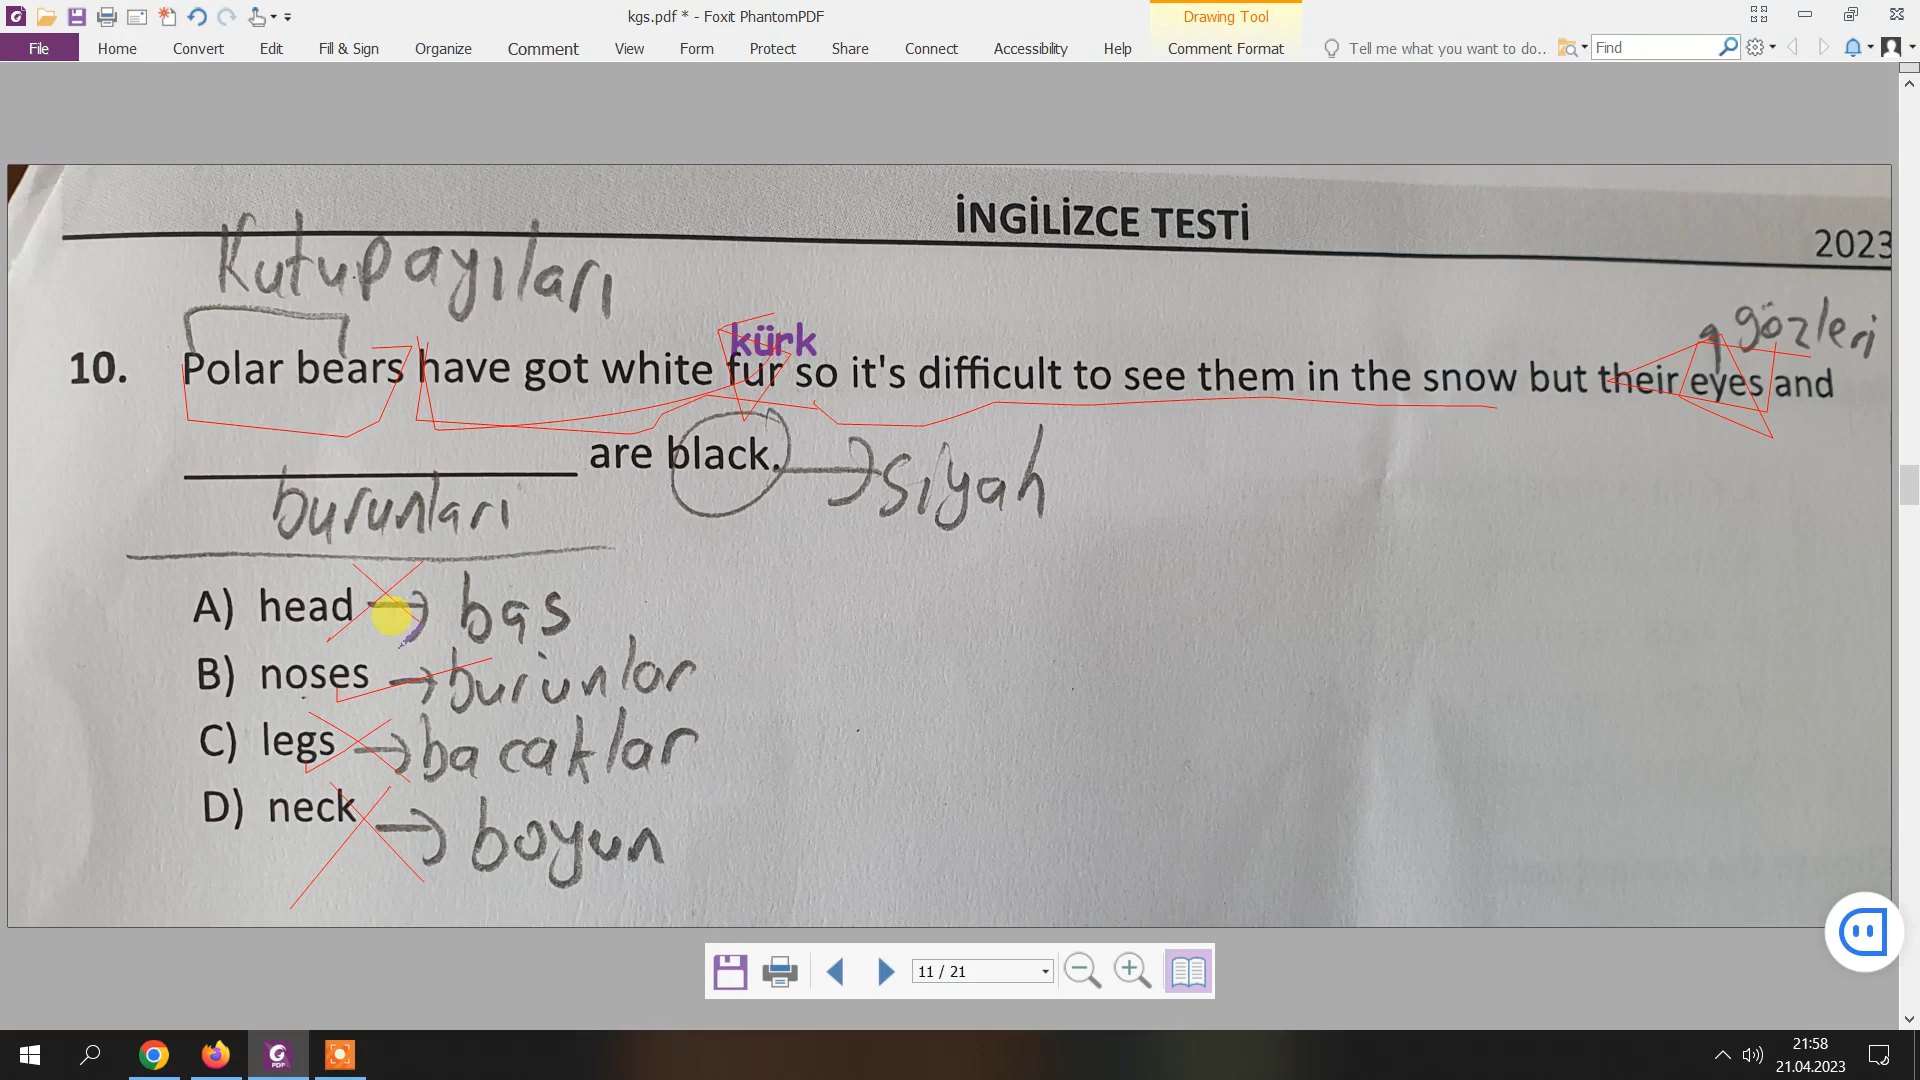 kgs.pdf * - Foxit PhantomPDF
Drawing Tool
File Home Convert Edit Fill & Sign Organize Comment View Form Protect Share Connect Accessibility Help Comment Format Tell me what you want to do.. Find
İNGİLİZCE TESTİ
2023
Kutupayıları
kürk
gözleri
10. Polar bears have got white fur so it's difficult to see them in the snow but their eyes and
____________ are black. siyah
burunları
A) head baş
B) noses burunlar
C) legs bacaklar
D) neck boyun
11 / 21
PDF
21:58
21.04.2023